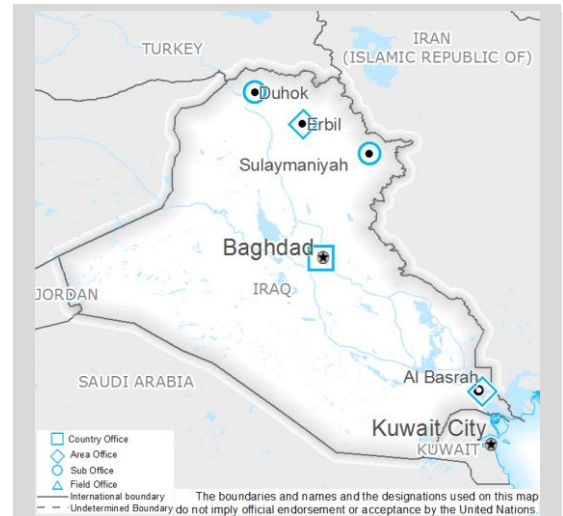 TURKEY
IRAN
(ISLAMIC REPUBLIC OF)
Duhok
Erbil
Sulaymaniyah
Baghdad
IRAQ
JORDAN
SAUDI ARABIA
Al Basrah
Kuwait City
KUWAIT
Country Office
Area Office
Sub Office
Field Office
International boundary
Undetermined Boundary
The boundaries and names and the designations used on this map
do not imply official endorsement or acceptance by the United Nations